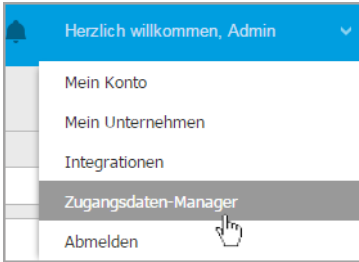 Herzlich willkommen, Admin
Mein Konto
Mein Unternehmen
Integrationen
Zugangsdaten-Manager
Abmelden